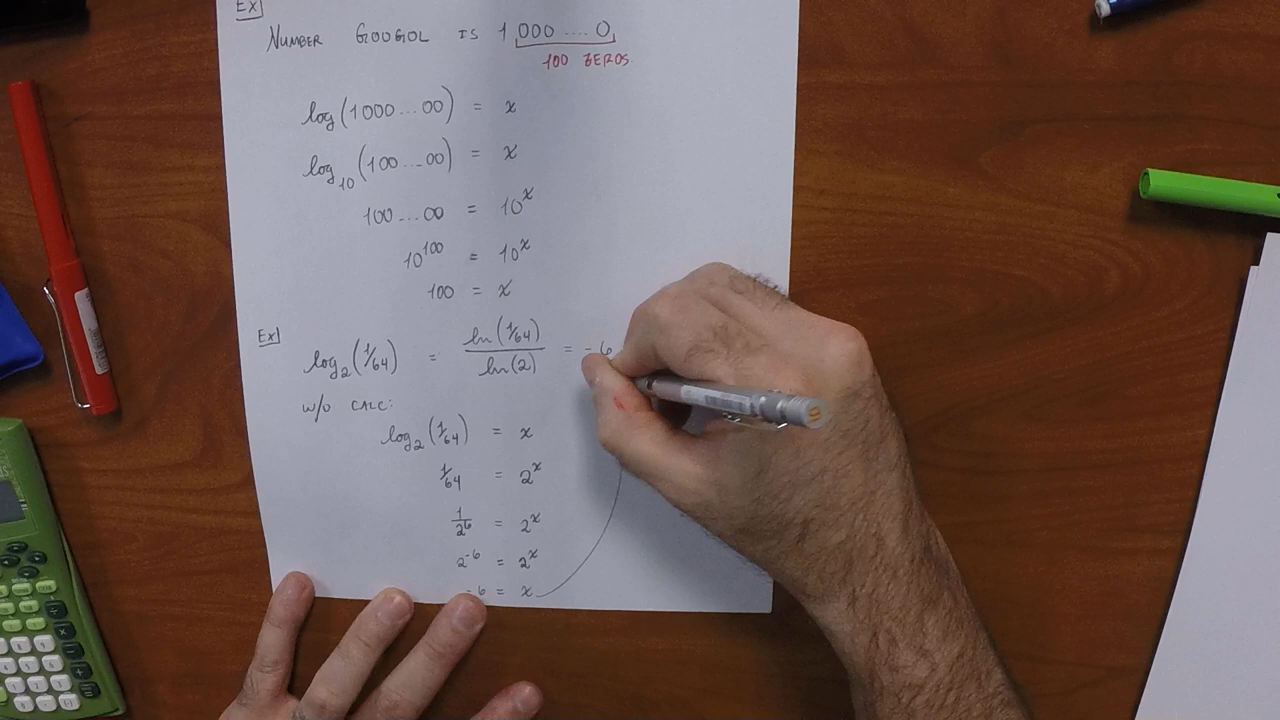 Ex
NUMBER GOOGOL IS 1 000 .... 0
100 ZEROS
log(1000...00) = x
log₁₀(100...00) = x
100...00 = 10^x
10^100 = 10^x
100 = x
Ex
log₂(1/64) = ln(1/64) / ln(2) = -6
W/O CALC:
log₂(1/64) = x
1/64 = 2^x
1/2^6 = 2^x
2^-6 = 2^x
-6 = x